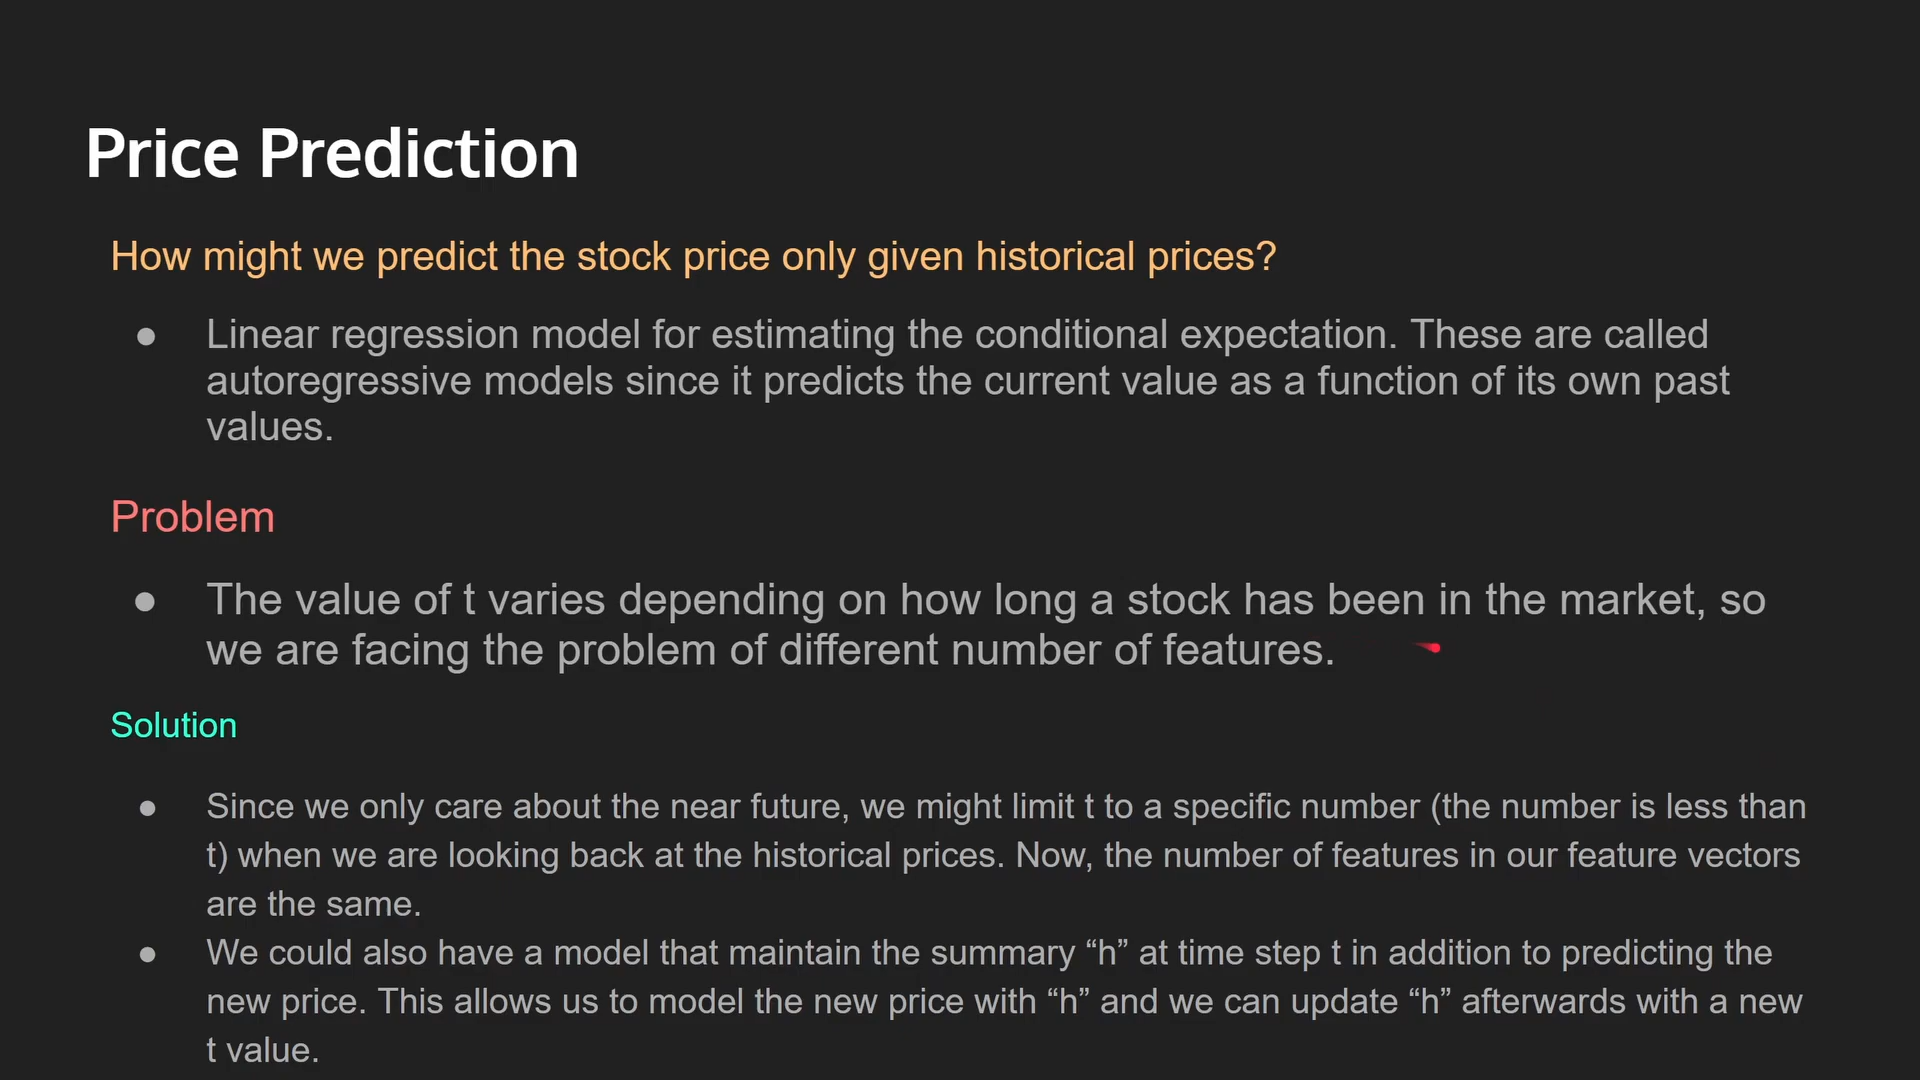 Price Prediction
How might we predict the stock price only given historical prices?
● Linear regression model for estimating the conditional expectation. These are called
autoregressive models since it predicts the current value as a function of its own past
values.
Problem
● The value of t varies depending on how long a stock has been in the market, so
we are facing the problem of different number of features.
Solution
● Since we only care about the near future, we might limit t to a specific number (the number is less than
t) when we are looking back at the historical prices. Now, the number of features in our feature vectors
are the same.
● We could also have a model that maintain the summary “h” at time step t in addition to predicting the
new price. This allows us to model the new price with “h” and we can update “h” afterwards with a new
t value.